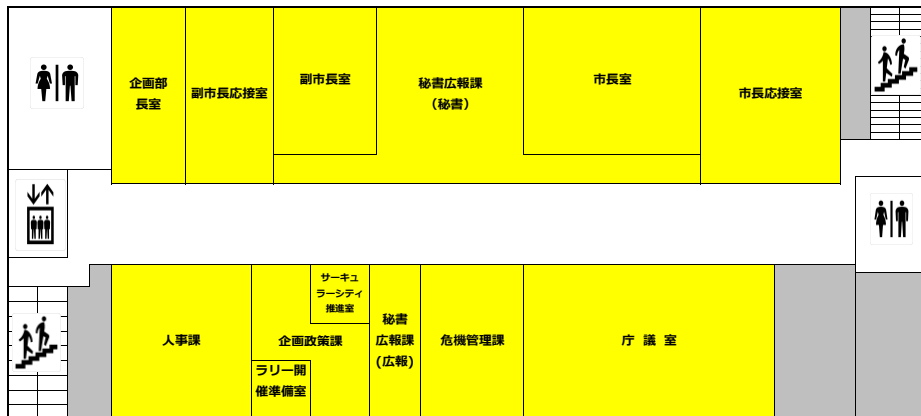 企画部
長室
副市長応接室
副市長室
秘書広報課
（秘書）
市長室
市長応接室
人事課
企画政策課
サーキュ
ラーシティ
推進室
ラリー開
催準備室
秘書
広報課
(広報)
危機管理課
庁 議 室